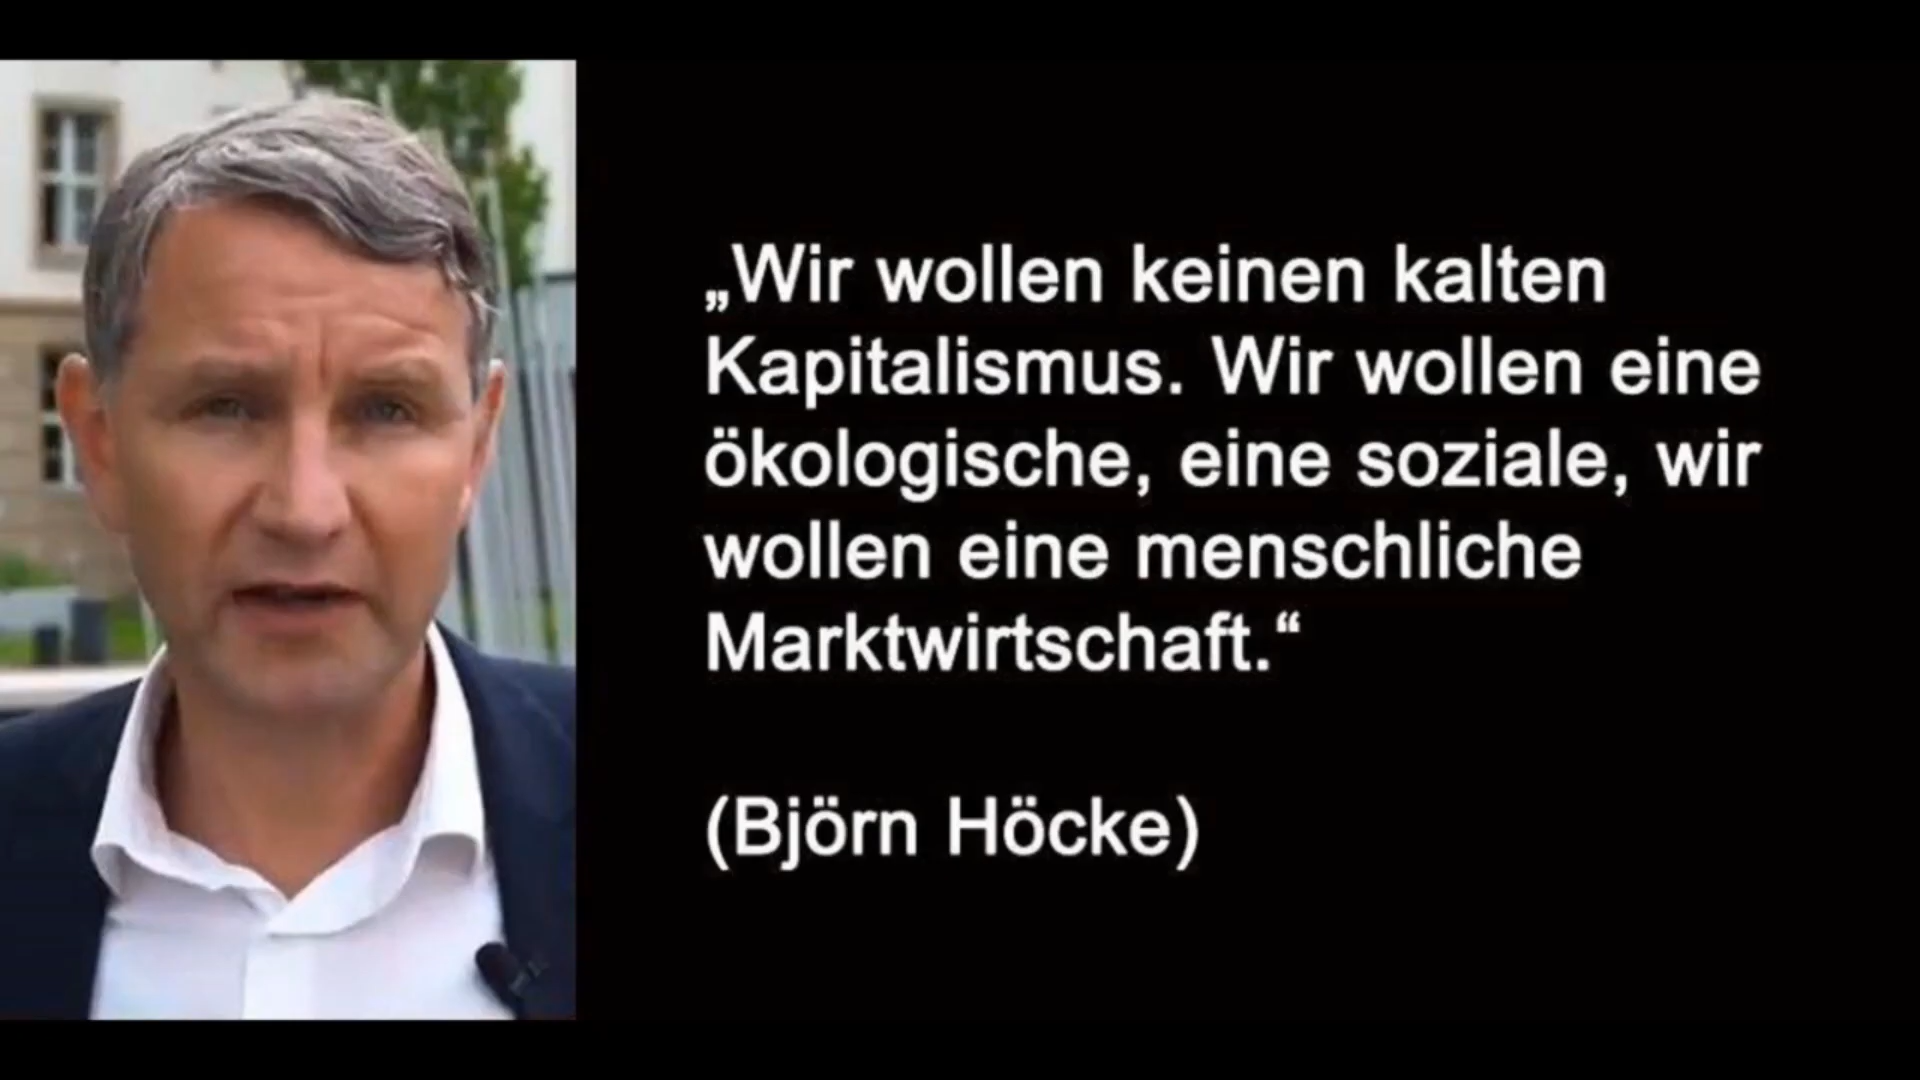 „Wir wollen keinen kalten
Kapitalismus. Wir wollen eine
ökologische, eine soziale, wir
wollen eine menschliche
Marktwirtschaft.“
(Björn Höcke)